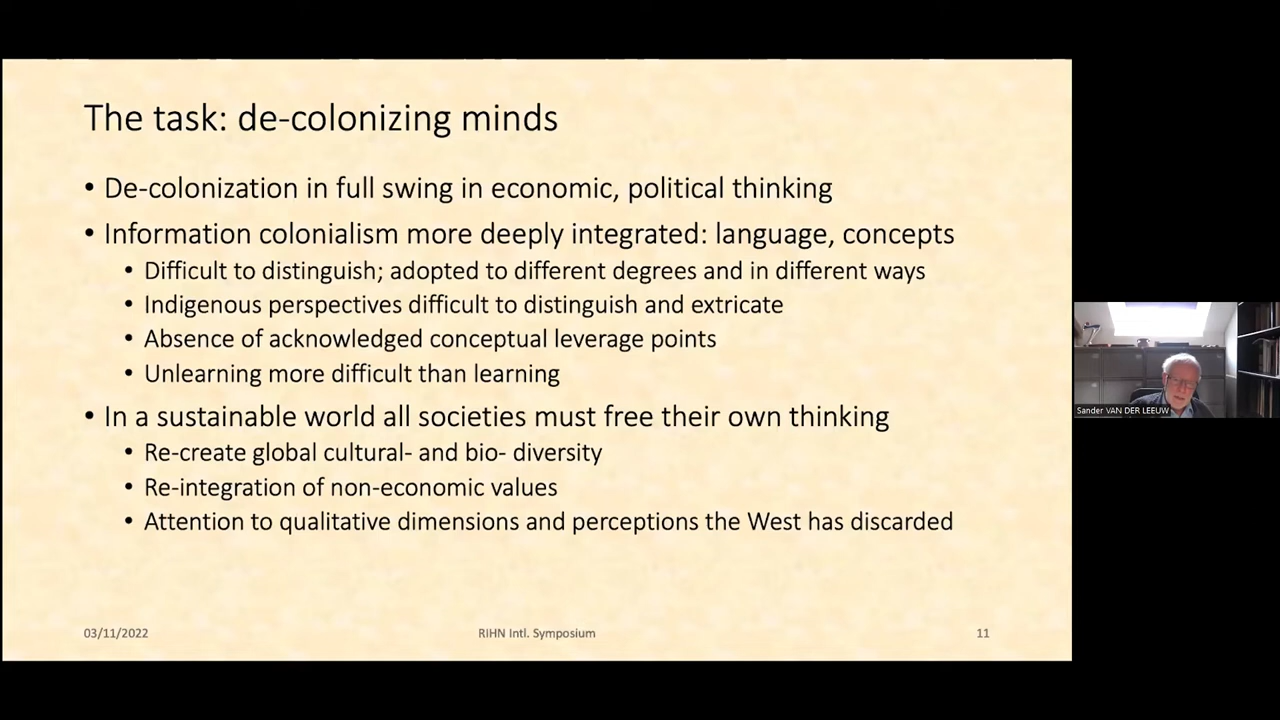 The task: de-colonizing minds
• De-colonization in full swing in economic, political thinking
• Information colonialism more deeply integrated: language, concepts
• Difficult to distinguish; adopted to different degrees and in different ways
• Indigenous perspectives difficult to distinguish and extricate
• Absence of acknowledged conceptual leverage points
• Unlearning more difficult than learning
• In a sustainable world all societies must free their own thinking
• Re-create global cultural- and bio- diversity
• Re-integration of non-economic values
• Attention to qualitative dimensions and perceptions the West has discarded
03/11/2022
RIHN Intl. Symposium
11
Sander VAN DER LEEUW